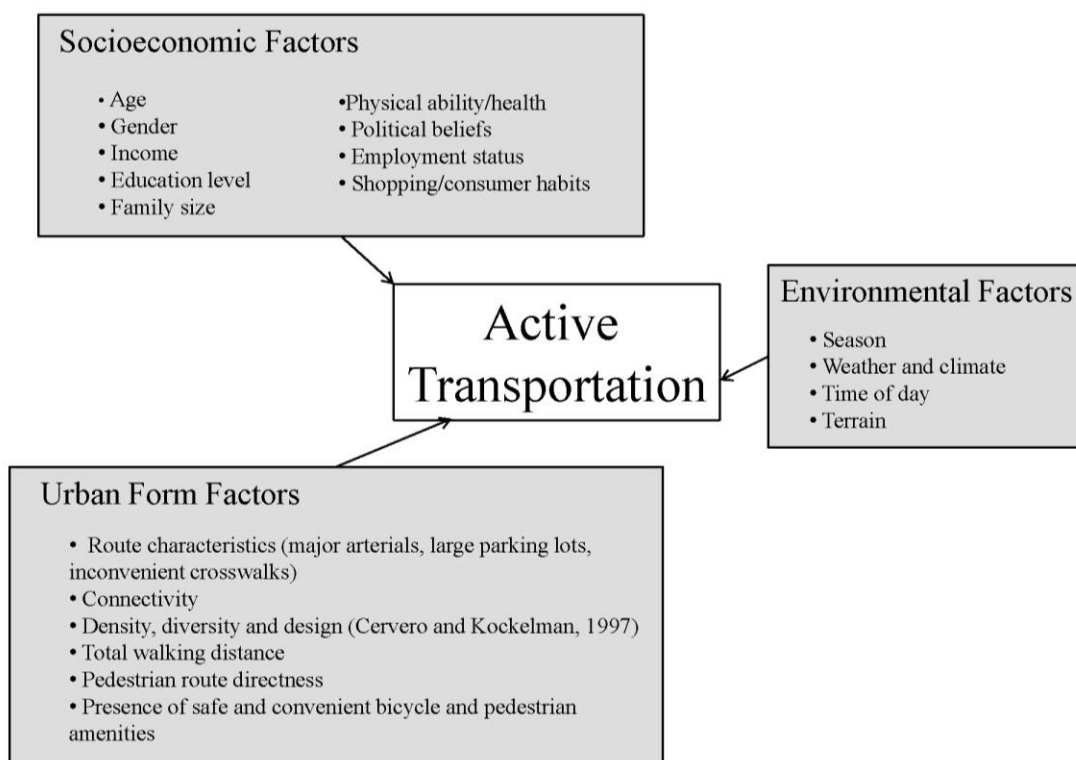 Socioeconomic Factors
• Age
• Gender
• Income
• Education level
• Family size
•Physical ability/health
• Political beliefs
• Employment status
• Shopping/consumer habits
Active
Transportation
Environmental Factors
• Season
• Weather and climate
• Time of day
• Terrain
Urban Form Factors
• Route characteristics (major arterials, large parking lots,
inconvenient crosswalks)
• Connectivity
• Density, diversity and design (Cervero and Kockelman, 1997)
• Total walking distance
• Pedestrian route directness
• Presence of safe and convenient bicycle and pedestrian
amenities